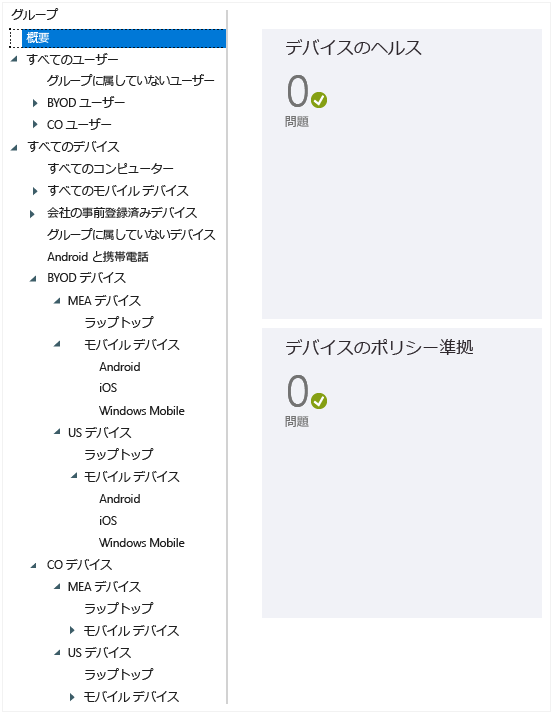 グループ
概要
すべてのユーザー
グループに属していないユーザー
BYOD ユーザー
CO ユーザー
すべてのデバイス
すべてのコンピューター
すべてのモバイル デバイス
会社の事前登録済みデバイス
グループに属していないデバイス
Android と携帯電話
BYOD デバイス
MEA デバイス
ラップトップ
モバイル デバイス
Android
iOS
Windows Mobile
US デバイス
ラップトップ
モバイル デバイス
Android
iOS
Windows Mobile
CO デバイス
MEA デバイス
ラップトップ
モバイル デバイス
US デバイス
ラップトップ
モバイル デバイス
デバイスのヘルス
0
問題
デバイスのポリシー準拠
0
問題